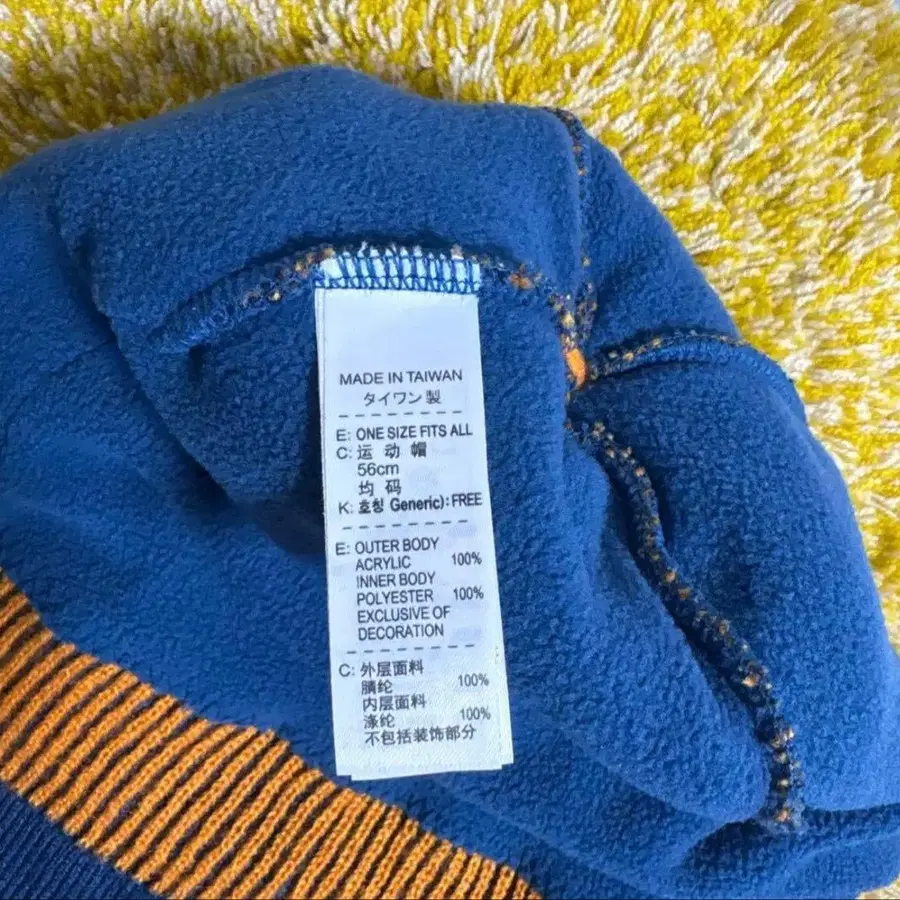 MADE IN TAIWAN
タイワン製
E: ONE SIZE FITS ALL
C: 运 动 帽
56cm
均 码
K: 호칭 Generic): FREE
E: OUTER BODY
ACRYLIC 100%
INNER BODY
POLYESTER 100%
EXCLUSIVE OF
DECORATION
C: 外层面料
腈纶 100%
内层面料
涤纶 100%
不包括装饰部分